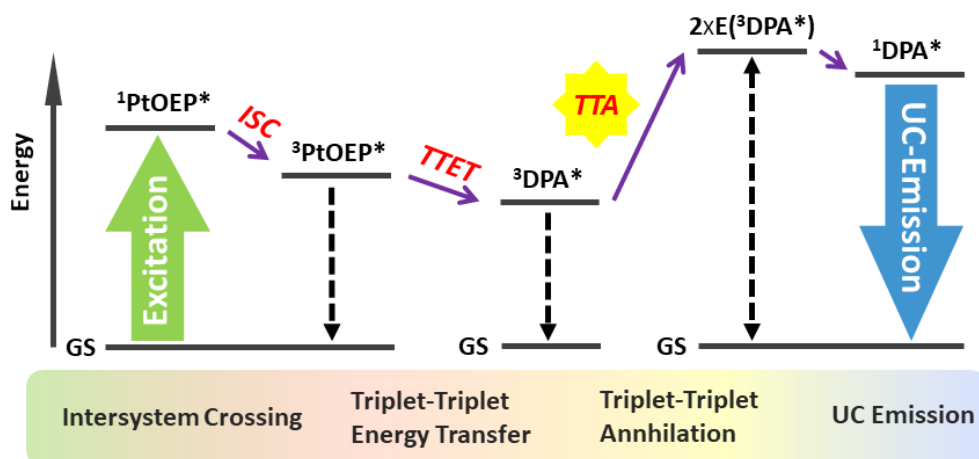 2xE(³DPA*)
¹DPA*
¹PtOEP*
ISC
TTA
³PtOEP*
TTET
³DPA*
Energy
Excitation
UC-Emission
GS
GS
GS
Intersystem Crossing
Triplet-Triplet
Energy Transfer
Triplet-Triplet
Annhilation
UC Emission